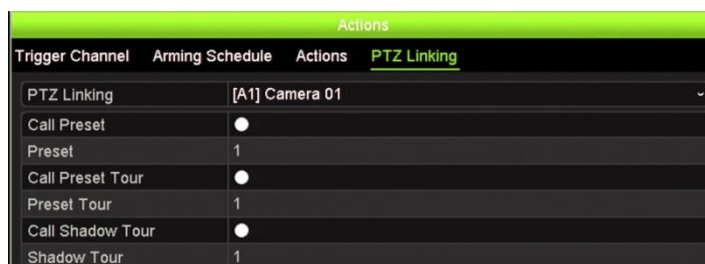 Actions
Trigger Channel Arming Schedule Actions PTZ Linking
PTZ Linking [A1] Camera 01
Call Preset
Preset 1
Call Preset Tour
Preset Tour 1
Call Shadow Tour
Shadow Tour 1